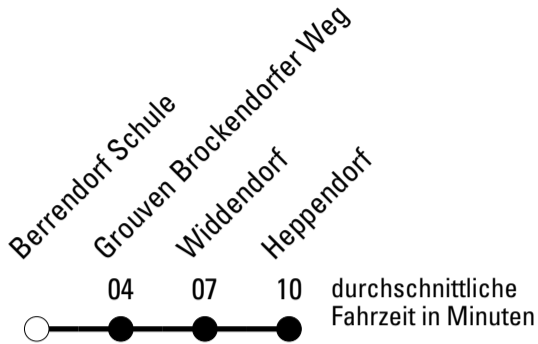 Berrendorf Schule
Grouven Brockendorfer Weg
Widdendorf
Heppendorf
04 07 10 durchschnittliche
Fahrzeit in Minuten